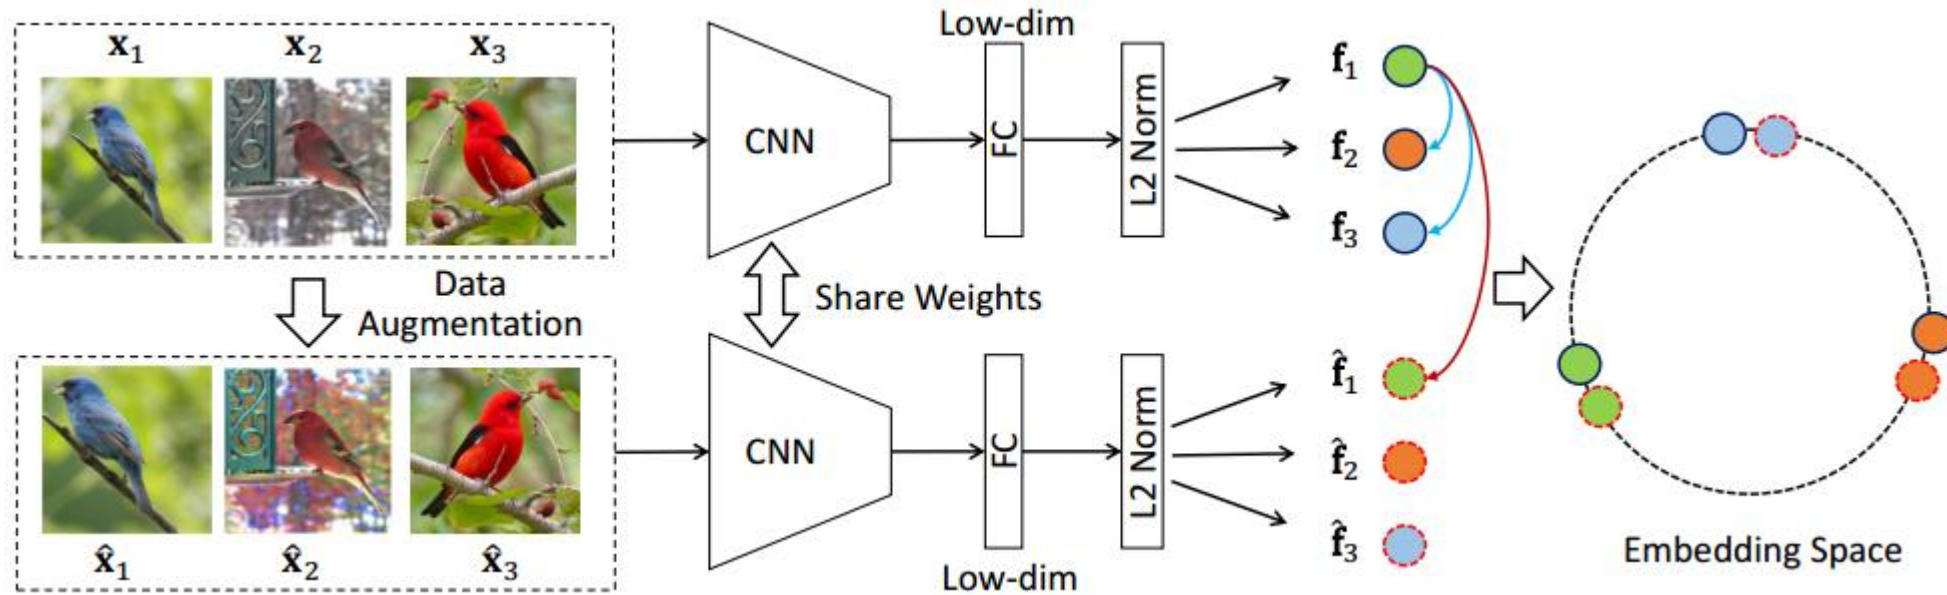 Low-dim
𝐱₁ 𝐱₂ 𝐱₃
CNN
FC
L2 Norm
𝐟₁
𝐟₂
𝐟₃
Data
Augmentation
Share Weights
CNN
FC
L2 Norm
𝐟̂₁
𝐟̂₂
𝐟̂₃
𝐱̂₁ 𝐱̂₂ 𝐱̂₃
Low-dim
Embedding Space